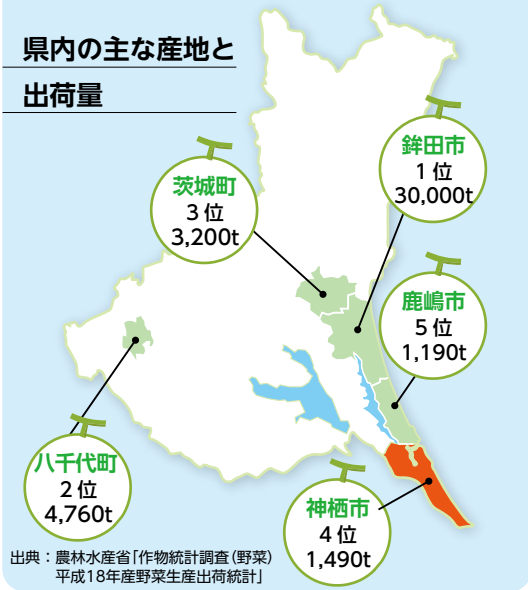 県内の主な産地と
出荷量
鉾田市
1位
30,000t
茨城町
3位
3,200t
鹿嶋市
5位
1,190t
八千代町
2位
4,760t
神栖市
4位
1,490t
出典：農林水産省「作物統計調査(野菜)
平成18年産野菜生産出荷統計」